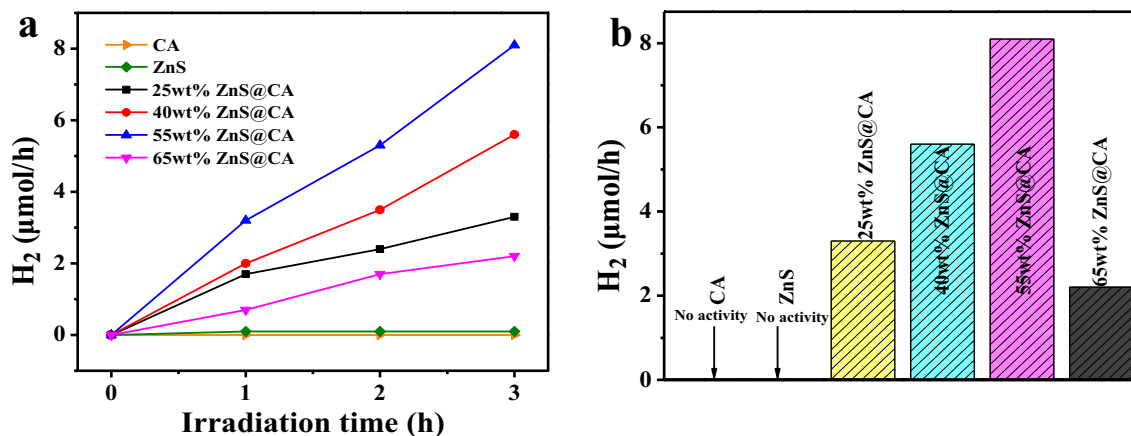 a
CA
ZnS
25wt% ZnS@CA
40wt% ZnS@CA
55wt% ZnS@CA
65wt% ZnS@CA
H2 (μmol/h)
8
6
4
2
0
0 1 2 3
Irradiation time (h)
b
H2 (μmol/h)
8
6
4
2
0
CA
No activity
ZnS
No activity
25wt% ZnS@CA
40wt% ZnS@CA
55wt% ZnS@CA
65wt% ZnS@CA